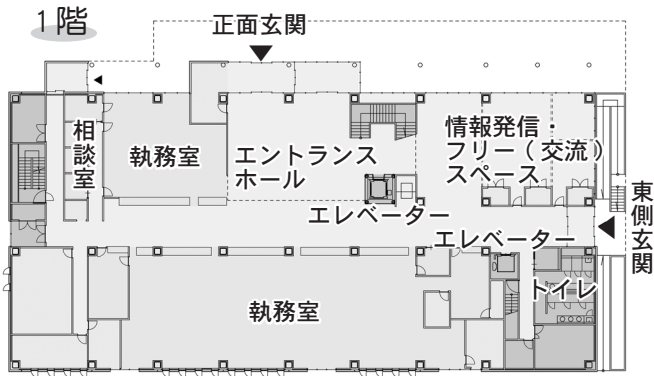 1階
正面玄関
相談室
執務室
エントランス
ホール
情報発信
フリー（交流）
スペース
エレベーター
東側玄関
エレベーター
トイレ
執務室